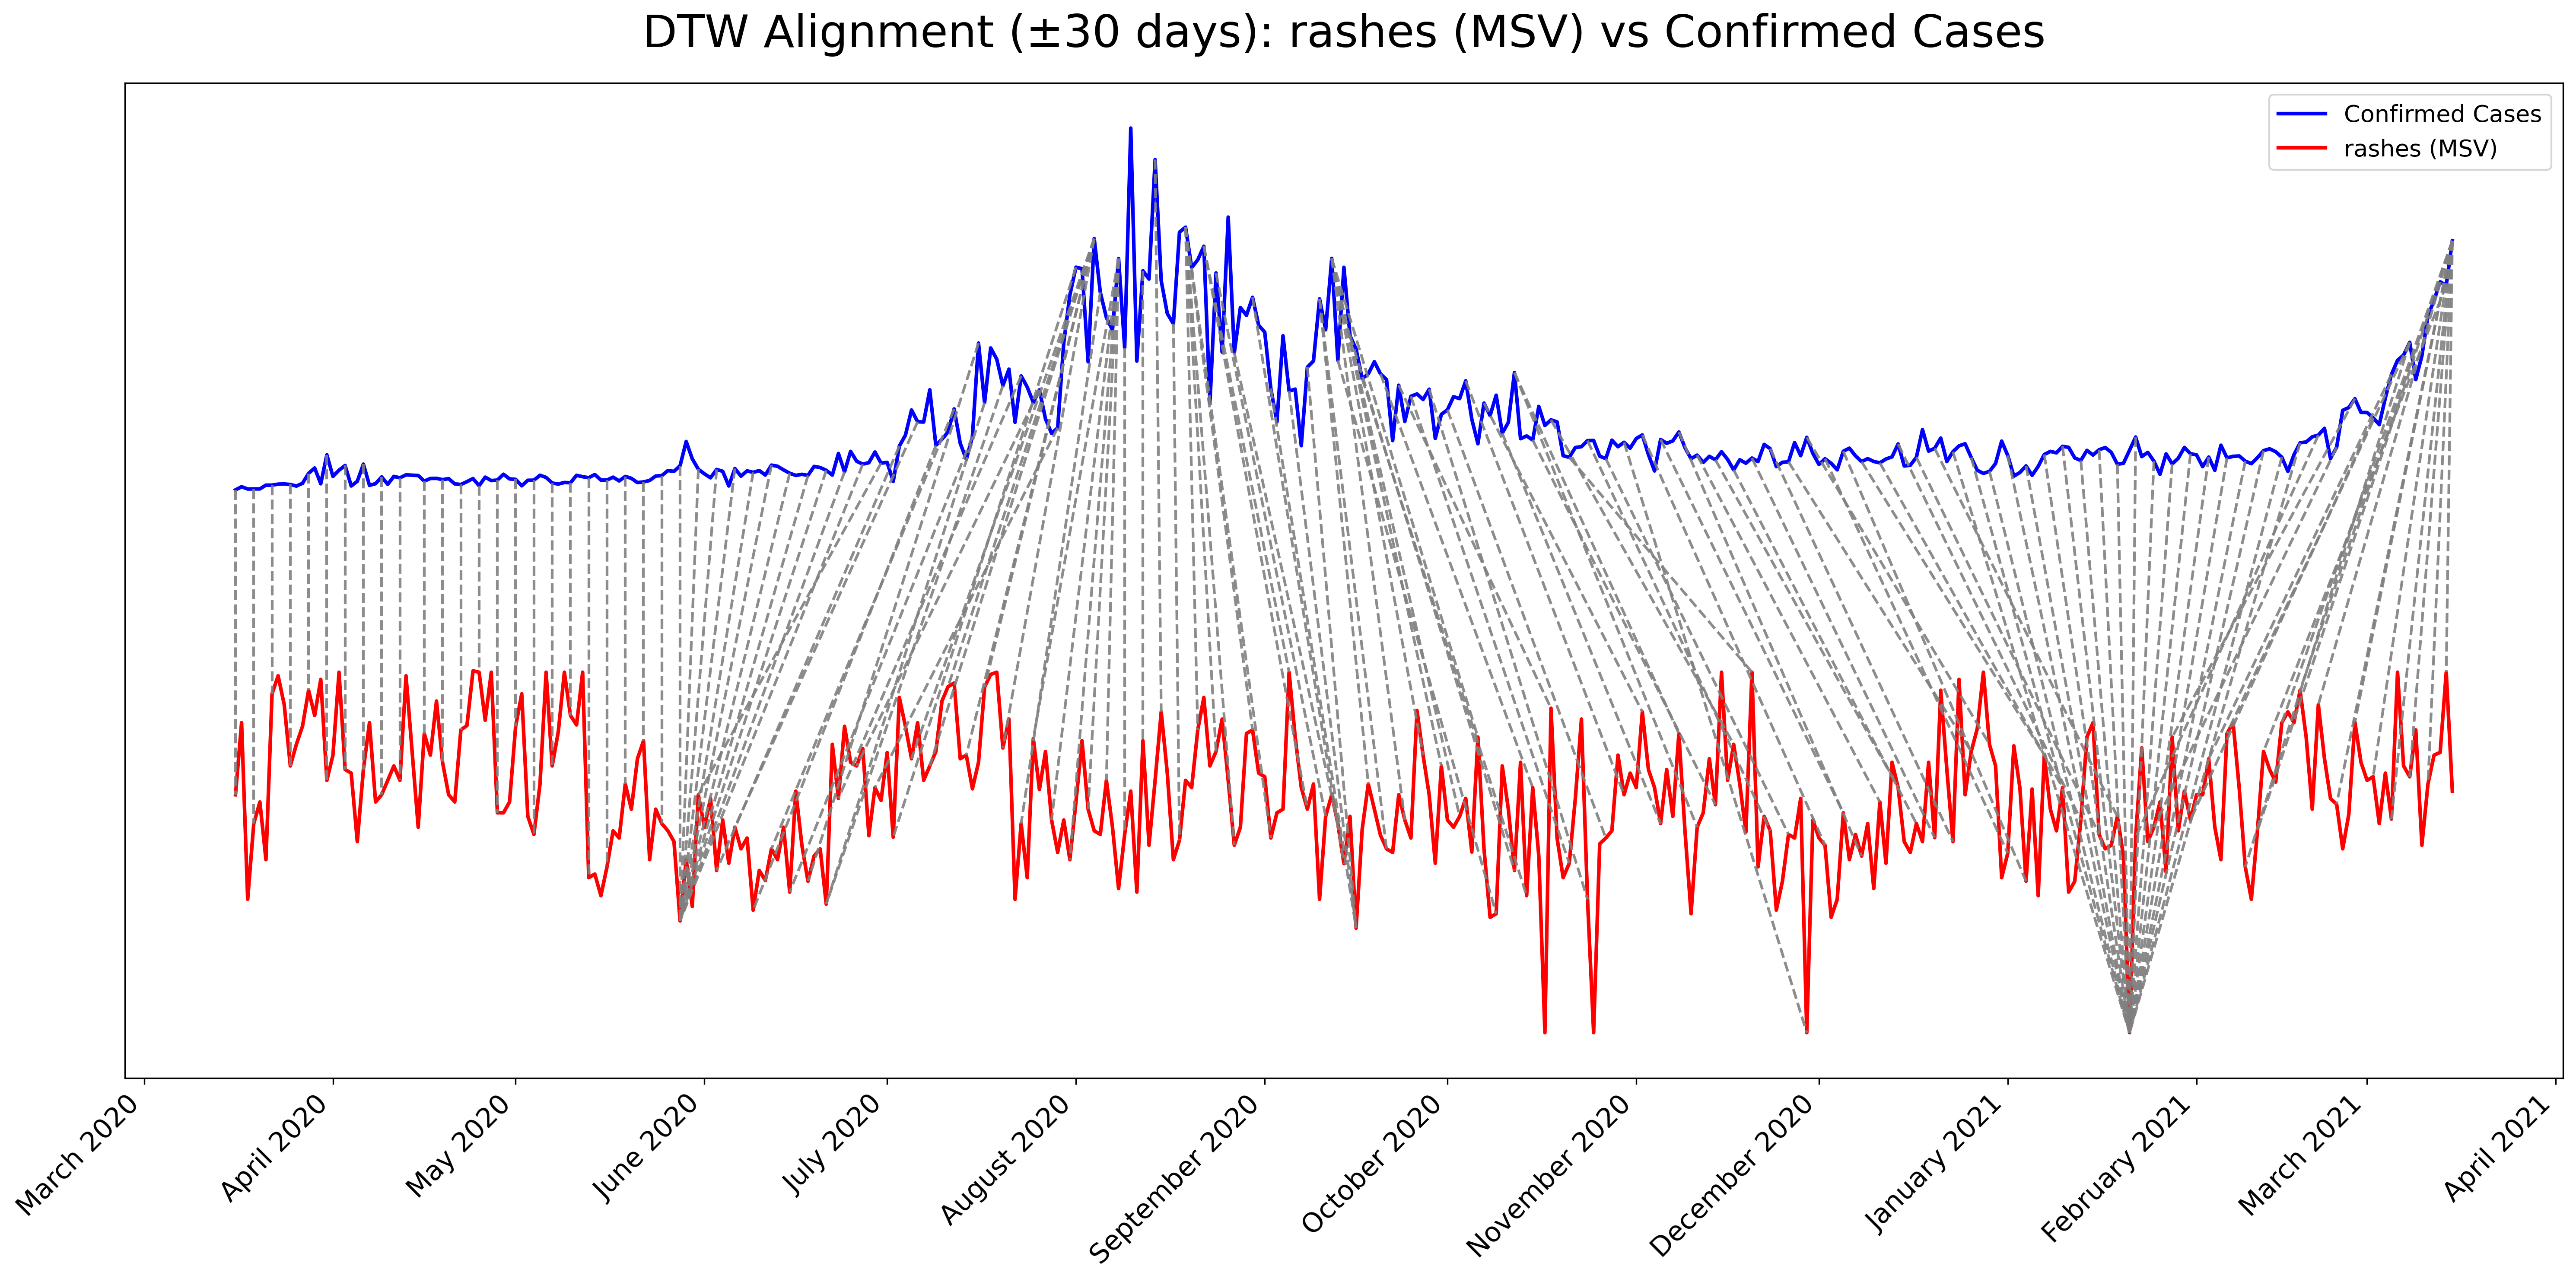 DTW Alignment (±30 days): rashes (MSV) vs Confirmed Cases
Confirmed Cases
rashes (MSV)
March 2020
April 2020
May 2020
June 2020
July 2020
August 2020
September 2020
October 2020
November 2020
December 2020
January 2021
February 2021
March 2021
April 2021